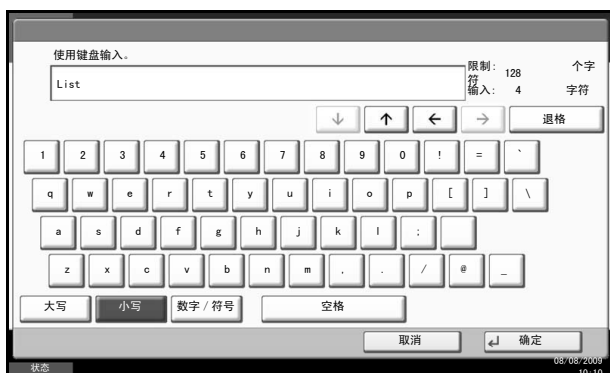 使用键盘输入。
List
限制: 128 个字符
输入: 4 字符
退格
1 2 3 4 5 6 7 8 9 0 ! = `
q w e r t y u i o p [ ] \
a s d f g h j k l ;
z x c v b n m , . / @ _
大写 小写 数字/符号 空格
取消 确定
状态
08/08/2009
10:10